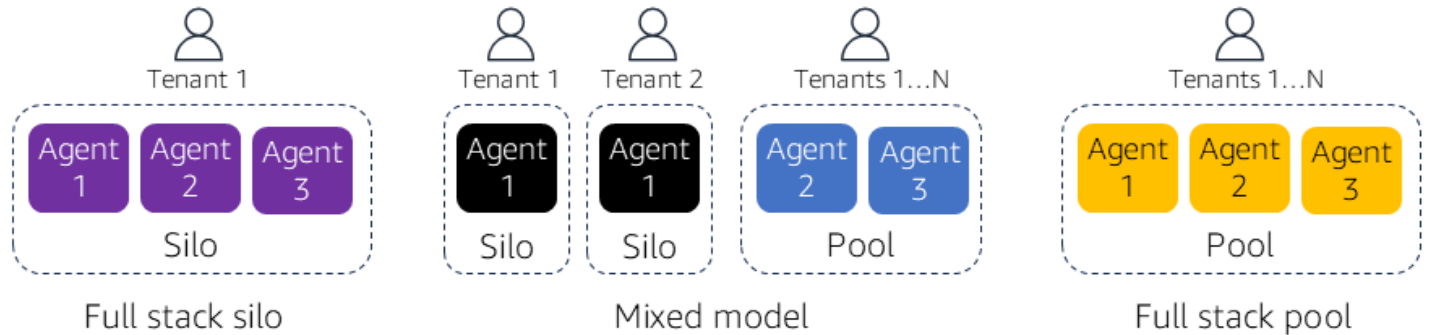 Tenant 1
Agent
1
Agent
2
Agent
3
Silo
Full stack silo
Tenant 1
Agent
1
Silo
Tenant 2
Agent
1
Silo
Tenants 1...N
Agent
2
Agent
3
Pool
Mixed model
Tenants 1...N
Agent
1
Agent
2
Agent
3
Pool
Full stack pool